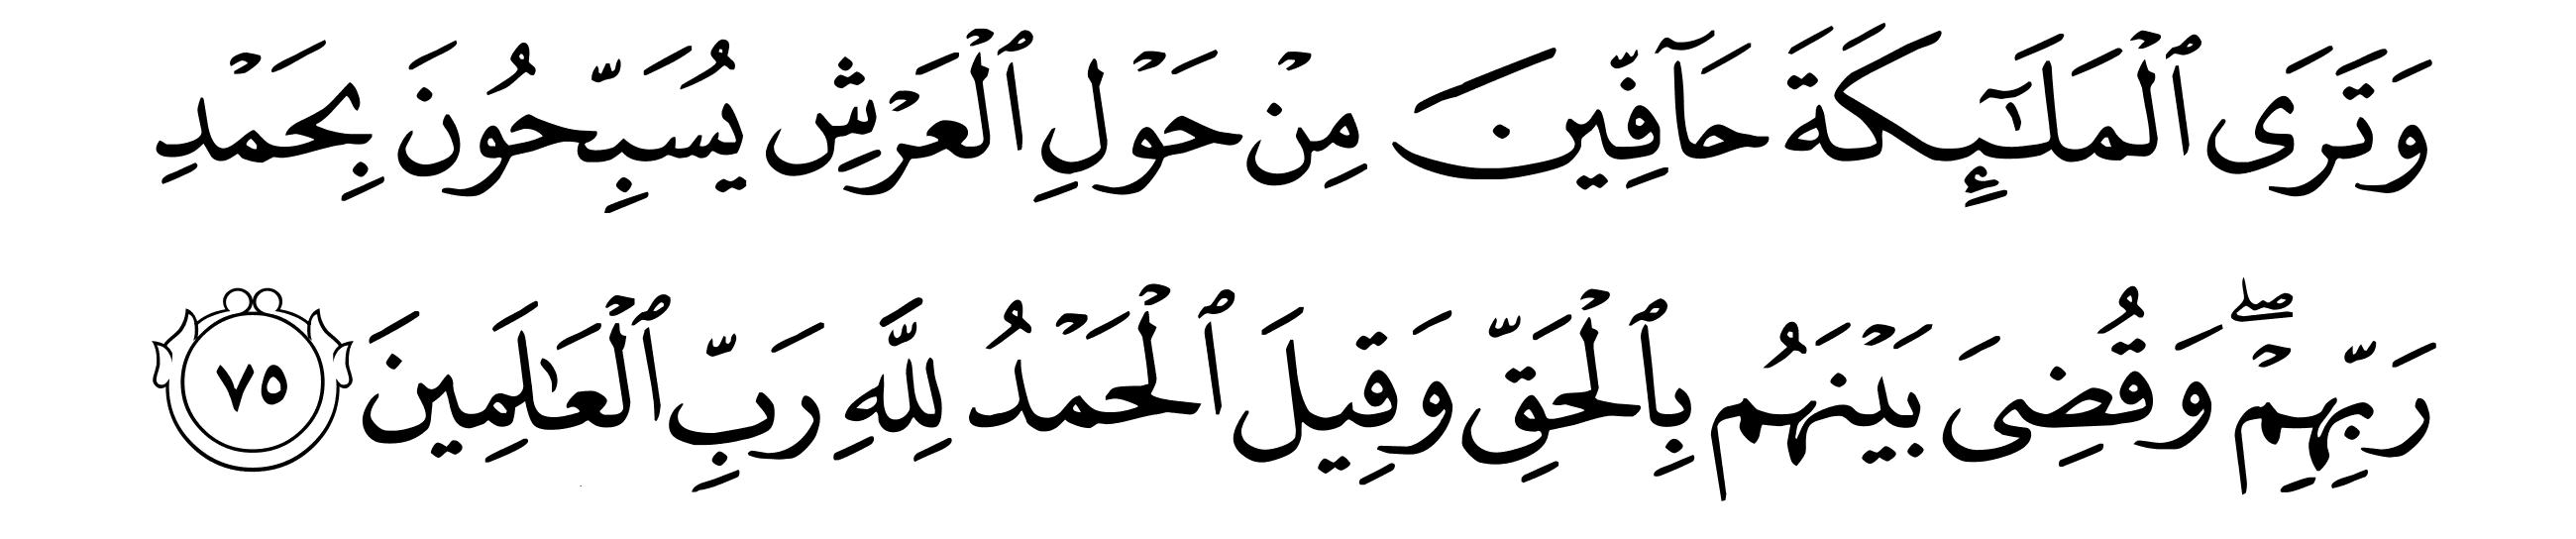 وَتَرَى ٱلْمَلَـٰٓئِكَةَ حَآفِّينَ مِنْ حَوْلِ ٱلْعَرْشِ يُسَبِّحُونَ بِحَمْدِ
رَبِّهِمْ ۖ وَقُضِىَ بَيْنَهُم بِٱلْحَقِّ وَقِيلَ ٱلْحَمْدُ لِلَّهِ رَبِّ ٱلْعَـٰلَمِينَ ٧٥